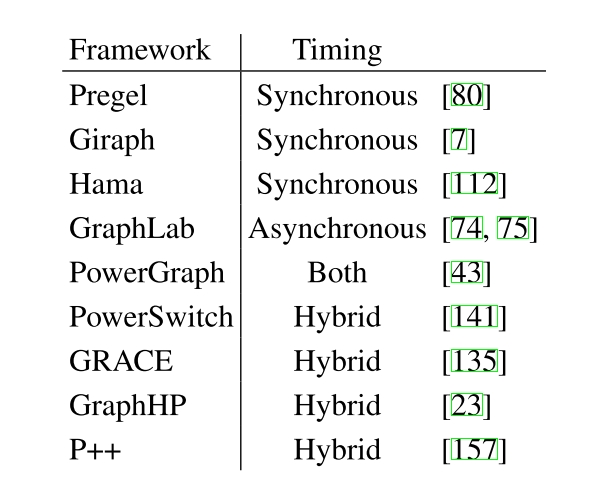 Framework Timing
Pregel Synchronous [80]
Giraph Synchronous [7]
Hama Synchronous [112]
GraphLab Asynchronous [74, 75]
PowerGraph Both [43]
PowerSwitch Hybrid [141]
GRACE Hybrid [135]
GraphHP Hybrid [23]
P++ Hybrid [157]